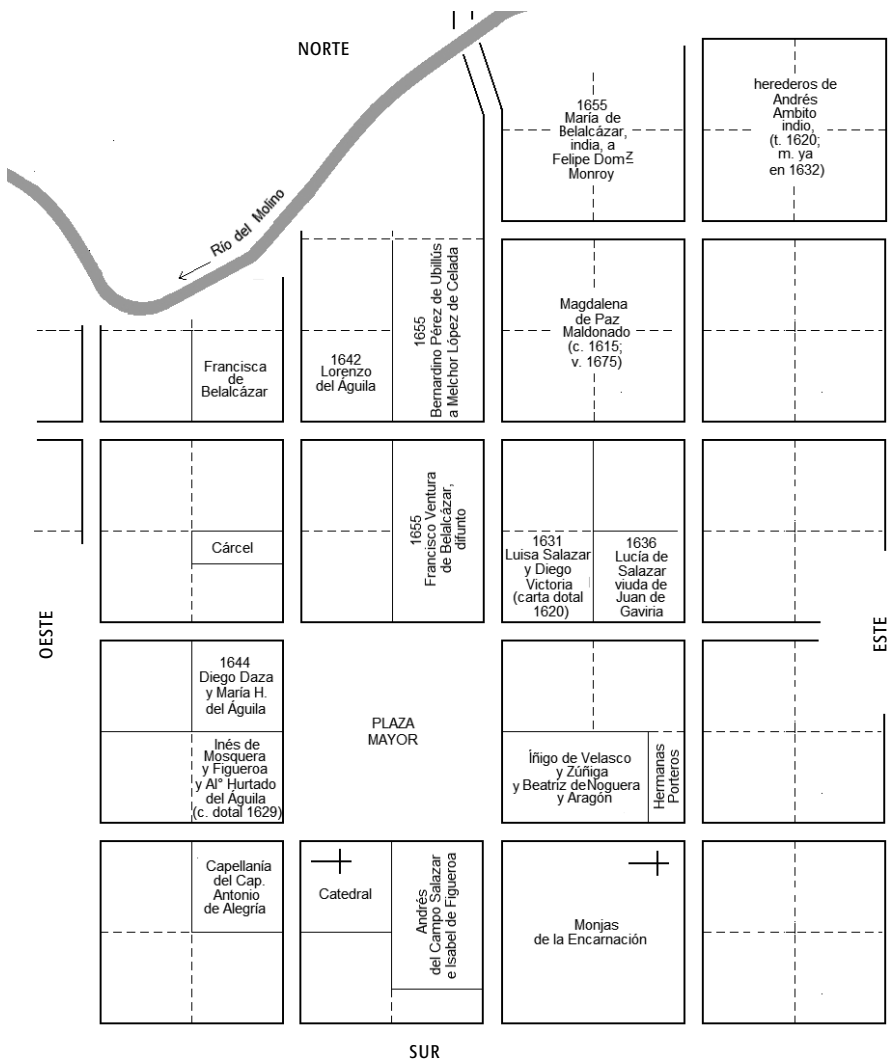 NORTE
1655
María de
Belalcázar,
india, a
Felipe Domz
Monroy
herederos de
Andrés
Ambito
indio,
(t. 1620;
m. ya
en 1632)
Río del Molino
Francisca
de
Belalcázar
1642
Lorenzo
del Águila
1655
Bernardino Pérez de Ubillús
a Melchor López de Celada
Magdalena
de Paz
Maldonado
(c. 1615;
v. 1675)
Cárcel
1655
Francisco Ventura
de Belalcázar,
difunto
1631
Luisa Salazar
y Diego
Victoria
(carta dotal
1620)
1636
Lucía de
Salazar
viuda de
Juan de
Gaviria
OESTE
ESTE
1644
Diego Daza
y María H.
del Águila
Inés de
Mosquera
y Figueroa
y Al° Hurtado
del Águila
(c. dotal 1629)
PLAZA
MAYOR
Íñigo de Velasco
y Zúñiga
y Beatriz deNoguera
y Aragón
Hermanas
Porteros
Capellanía
del Cap.
Antonio
de Alegría
Catedral
Andrés
del Campo Salazar
e Isabel de Figueroa
Monjas
de la Encarnación
SUR